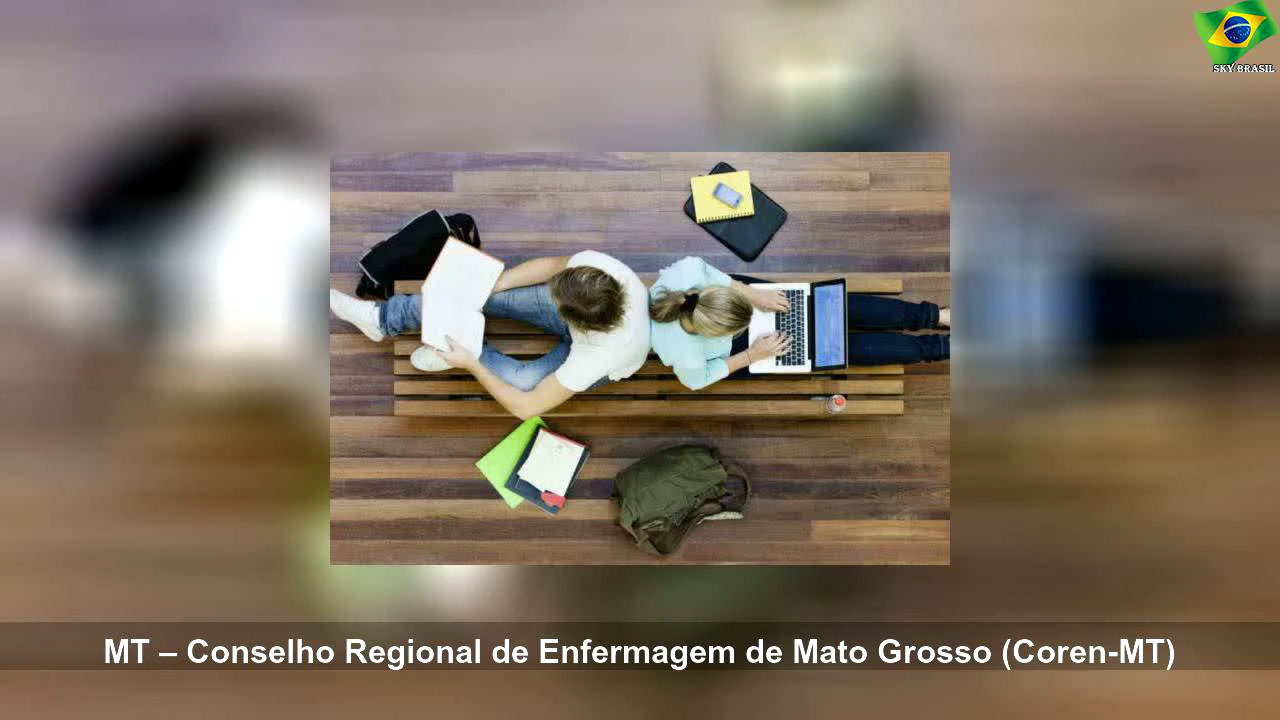 SKY BRASIL
MT – Conselho Regional de Enfermagem de Mato Grosso (Coren-MT)